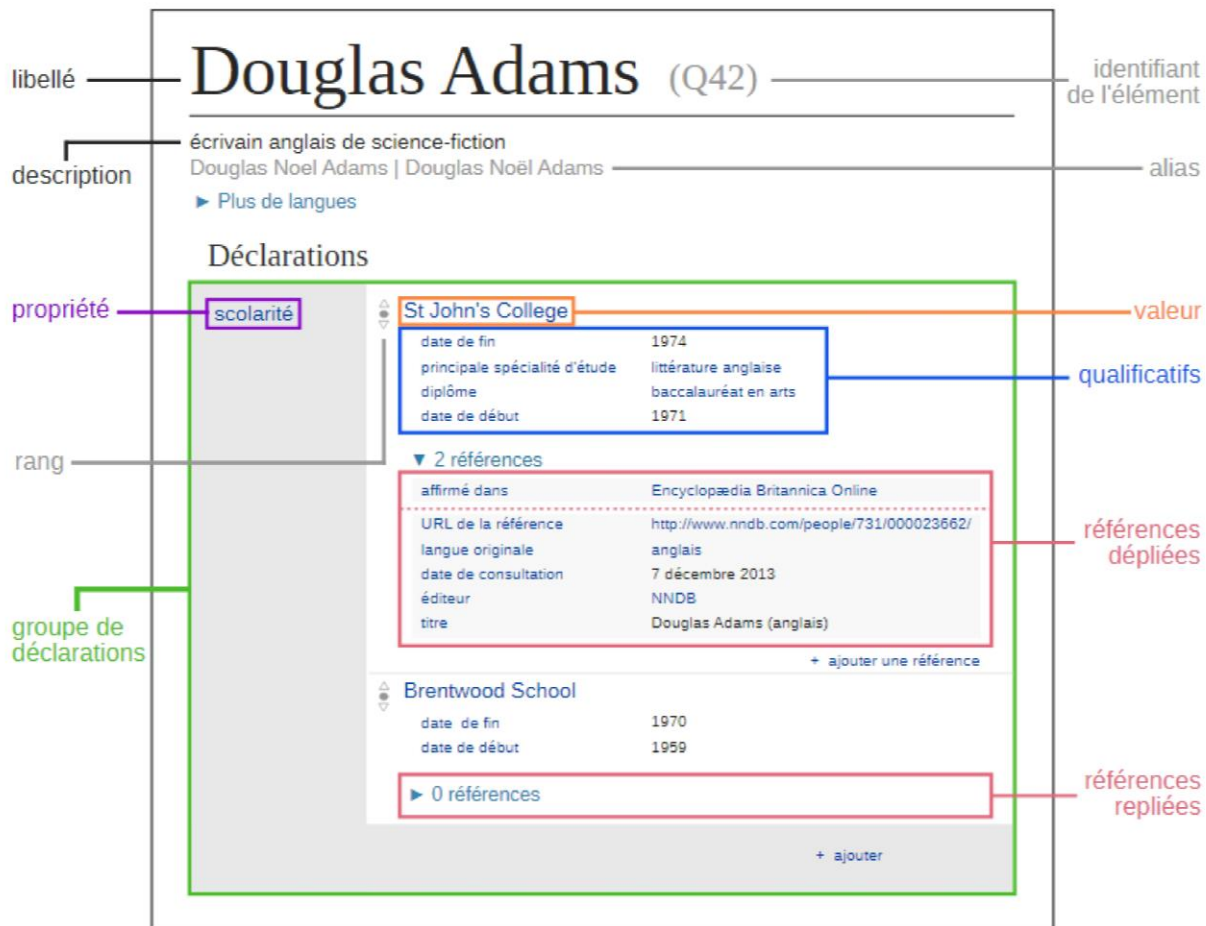 libellé
Douglas Adams (Q42)
identifiant
de l'élément
description
écrivain anglais de science-fiction
Douglas Noel Adams | Douglas Noël Adams
alias
► Plus de langues
Déclarations
propriété
scolarité
St John's College
valeur
date de fin 1974
principale spécialité d'étude littérature anglaise
diplôme baccalauréat en arts
date de début 1971
qualificatifs
rang
▼ 2 références
affirmé dans Encyclopædia Britannica Online
URL de la référence http://www.nndb.com/people/731/000023662/
langue originale anglais
date de consultation 7 décembre 2013
éditeur NNDB
titre Douglas Adams (anglais)
références
dépliées
groupe de
déclarations
+ ajouter une référence
Brentwood School
date de fin 1970
date de début 1959
► 0 références
références
repliées
+ ajouter